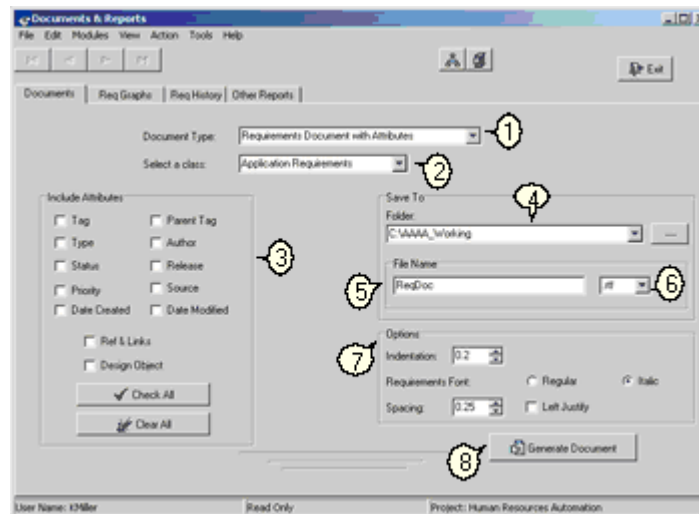 Documents & Reports
File Edit Modules View Action Tools Help
Exit
Documents Req Graphs Req History Other Reports
Document Type: Requirements Document with Attributes 1
Select a class: Application Requirements 2
Include Attributes
Tag Parent Tag
Type Author
Status Release
Priority Source
Date Created Date Modified
Ref & Links
Design Object
Check All
Clear All
3
Save To
4
Folder:
C:\AAAA_Working ...
File Name
5 ReqDoc .rtf 6
7 Options
Indentation: 0.2
Requirements Font: Regular Italic
Spacing: 0.25 Left Justify
8 Generate Document
User Name: KMiller Read Only Project: Human Resources Automation